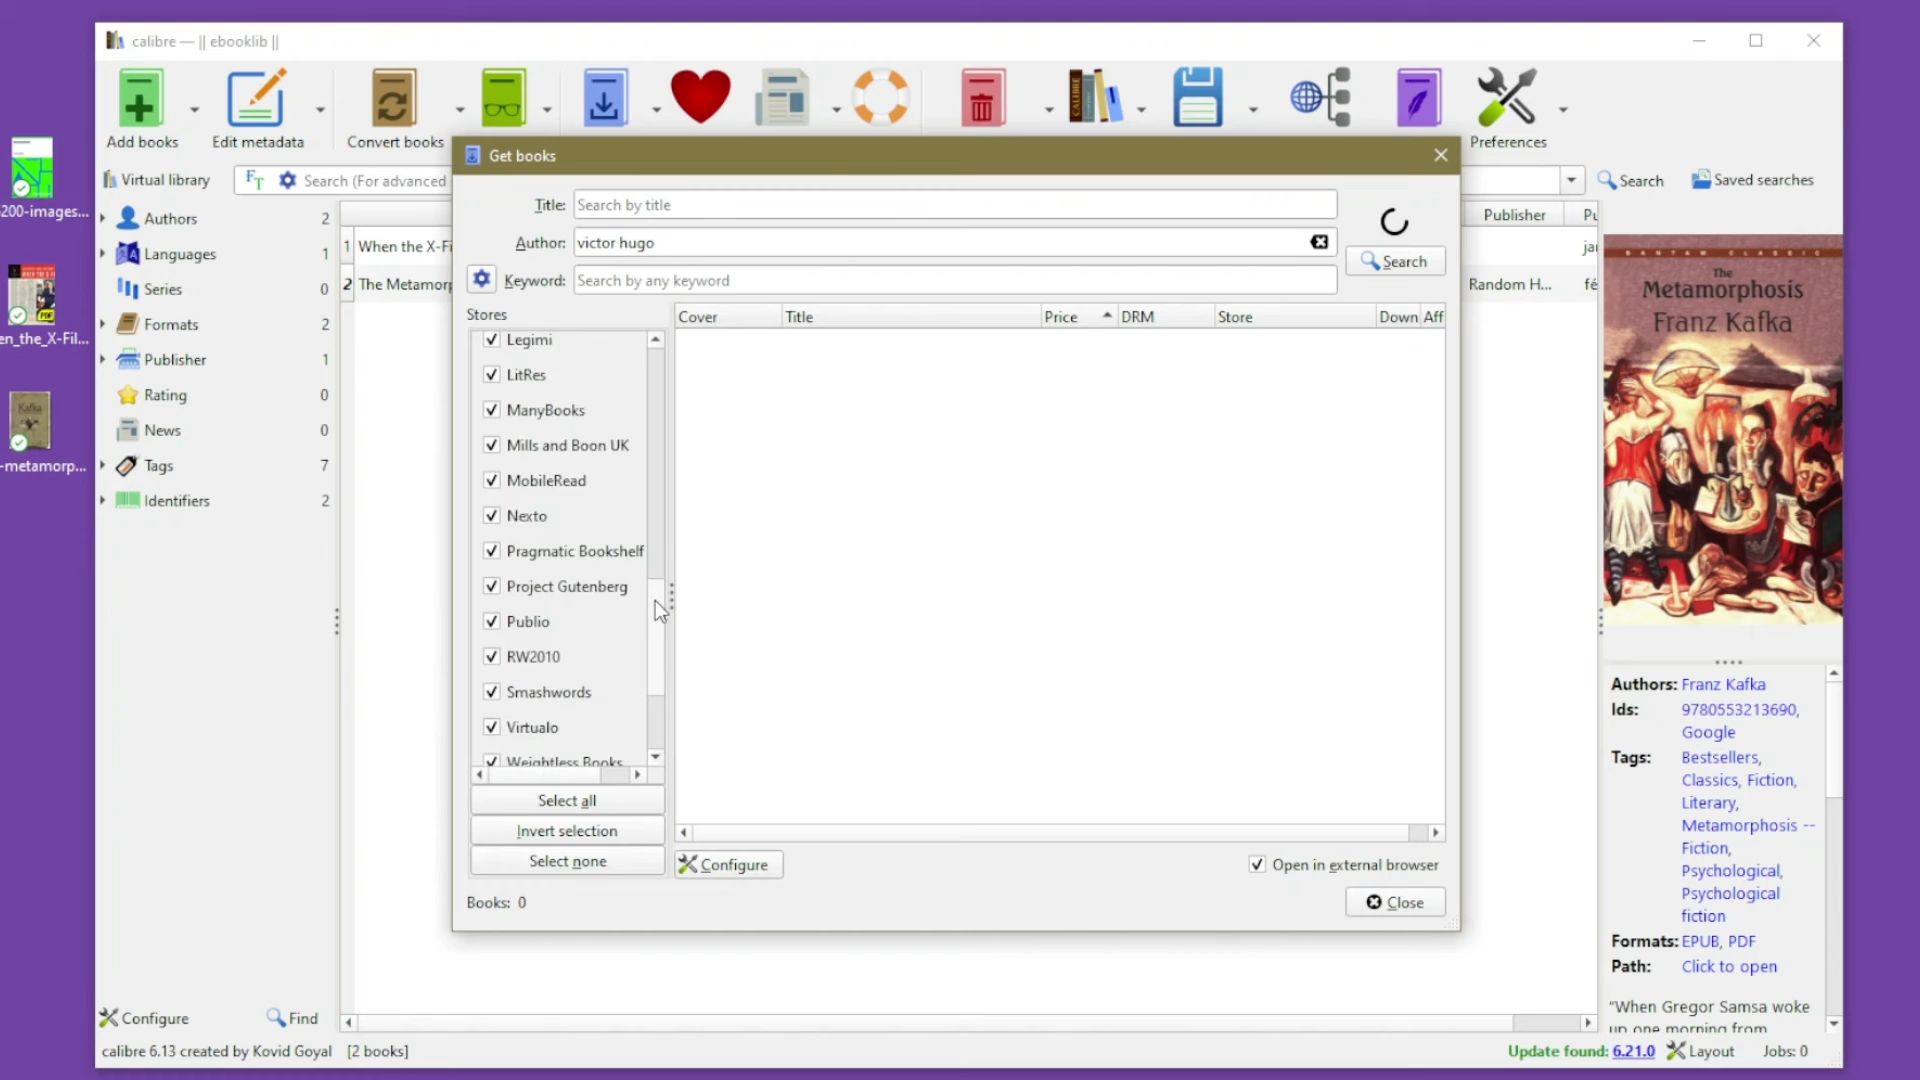 calibre — || ebooklib ||
Add books
Edit metadata
Convert books
Preferences
Virtual library
Search (For advanced
Search
Saved searches
200-images...
en_the_X-Fil...
-metamorp...
Authors 2
Languages 1
Series 0
Formats 2
Publisher 1
Rating 0
News 0
Tags 7
Identifiers 2
Configure
Find
1 When the X-Fi
2 The Metamorp
Publisher
Random H...
Get books
Title: Search by title
Author: victor hugo
Keyword: Search by any keyword
Search
Stores
Legimi
LitRes
ManyBooks
Mills and Boon UK
MobileRead
Nexto
Pragmatic Bookshelf
Project Gutenberg
Publio
RW2010
Smashwords
Virtualo
Weightless Books
Select all
Invert selection
Select none
Cover Title Price DRM Store Down Aff
Configure
Open in external browser
Books: 0
Close
BANTAM CLASSIC
The
Metamorphosis
Franz Kafka
Authors: Franz Kafka
Ids: 9780553213690,
Google
Tags: Bestsellers,
Classics, Fiction,
Literary,
Metamorphosis --
Fiction,
Psychological,
Psychological
fiction
Formats: EPUB, PDF
Path: Click to open
"When Gregor Samsa woke
up one morning from
calibre 6.13 created by Kovid Goyal [2 books]
Update found: 6.21.0
Layout
Jobs: 0